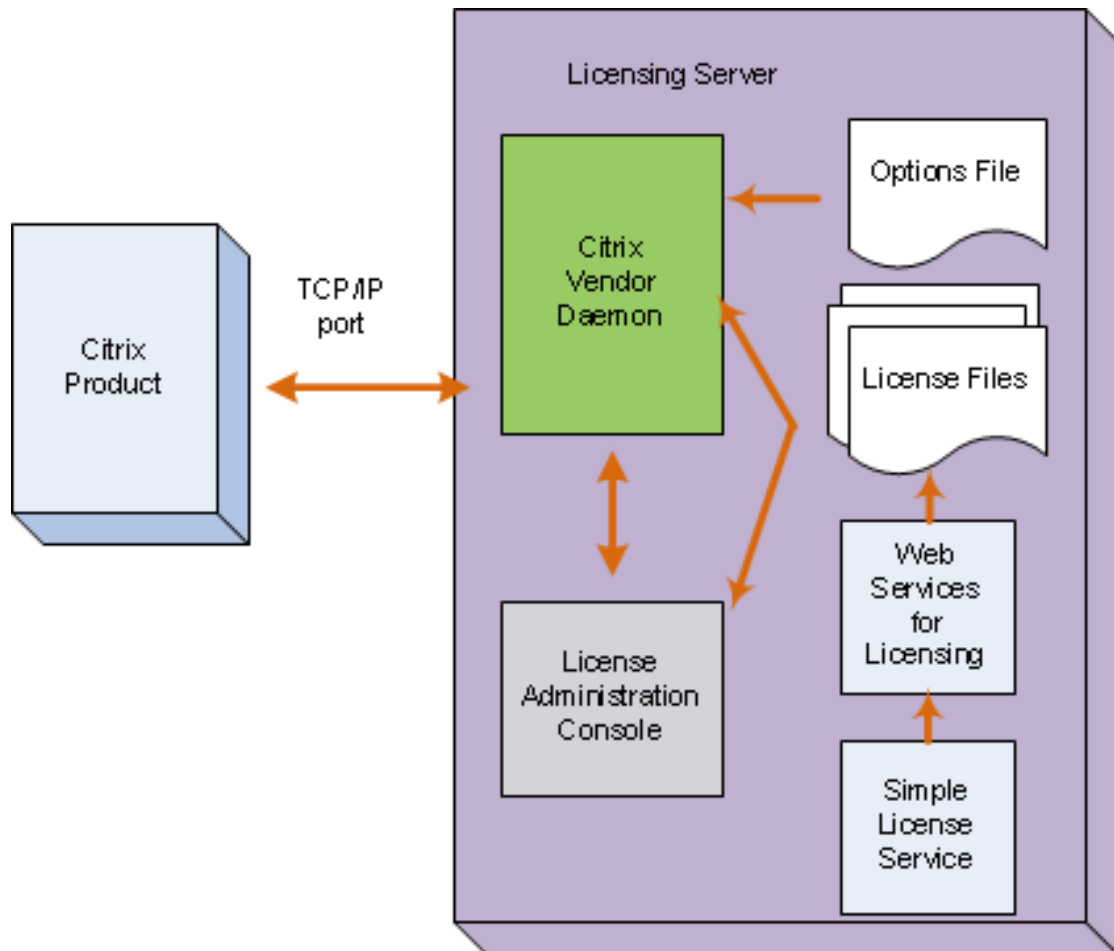 Licensing Server
Options File
Citrix
Vendor
Daemon
TCP/IP
port
Citrix
Product
License Files
Web
Services
for
Licensing
License
Administration
Console
Simple
License
Service